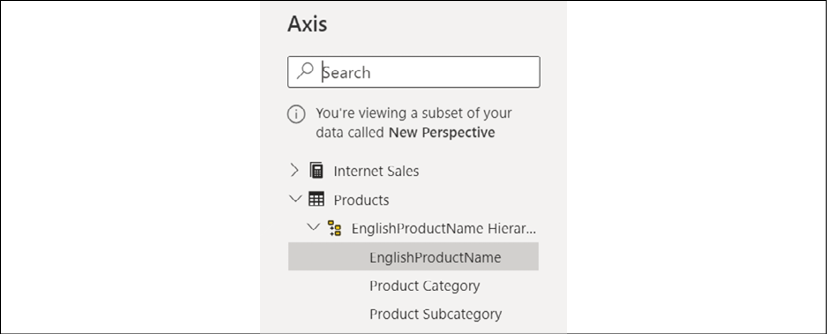 Axis
Search
You're viewing a subset of your
data called New Perspective
Internet Sales
Products
EnglishProductName Hierar...
EnglishProductName
Product Category
Product Subcategory